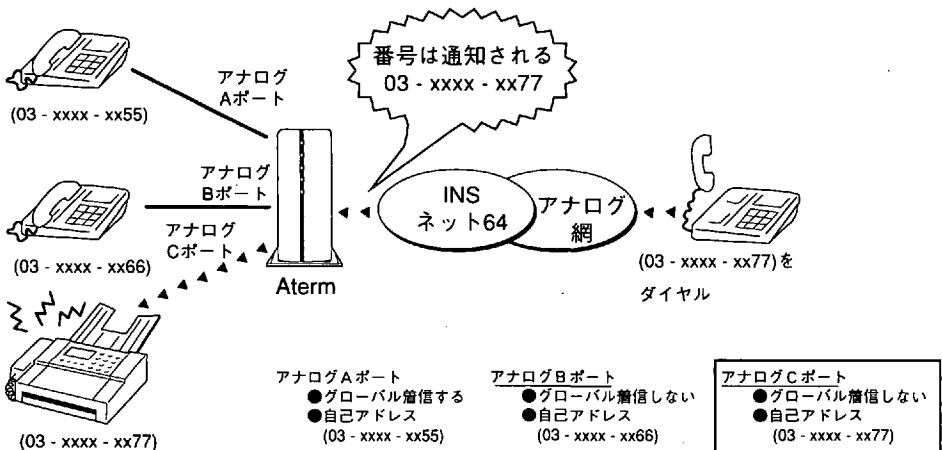 番号は通知される
03 - xxxx - xx77
アナログ
Aポート
(03 - xxxx - xx55)
アナログ
Bポート
INS
ネット64
アナログ
網
アナログ
Cポート
(03 - xxxx - xx66)
Aterm
(03 - xxxx - xx77)を
ダイヤル
(03 - xxxx - xx77)
アナログAポート
●グローバル着信する
●自己アドレス
(03 - xxxx - xx55)
アナログBポート
●グローバル着信しない
●自己アドレス
(03 - xxxx - xx66)
アナログCポート
●グローバル着信しない
●自己アドレス
(03 - xxxx - xx77)